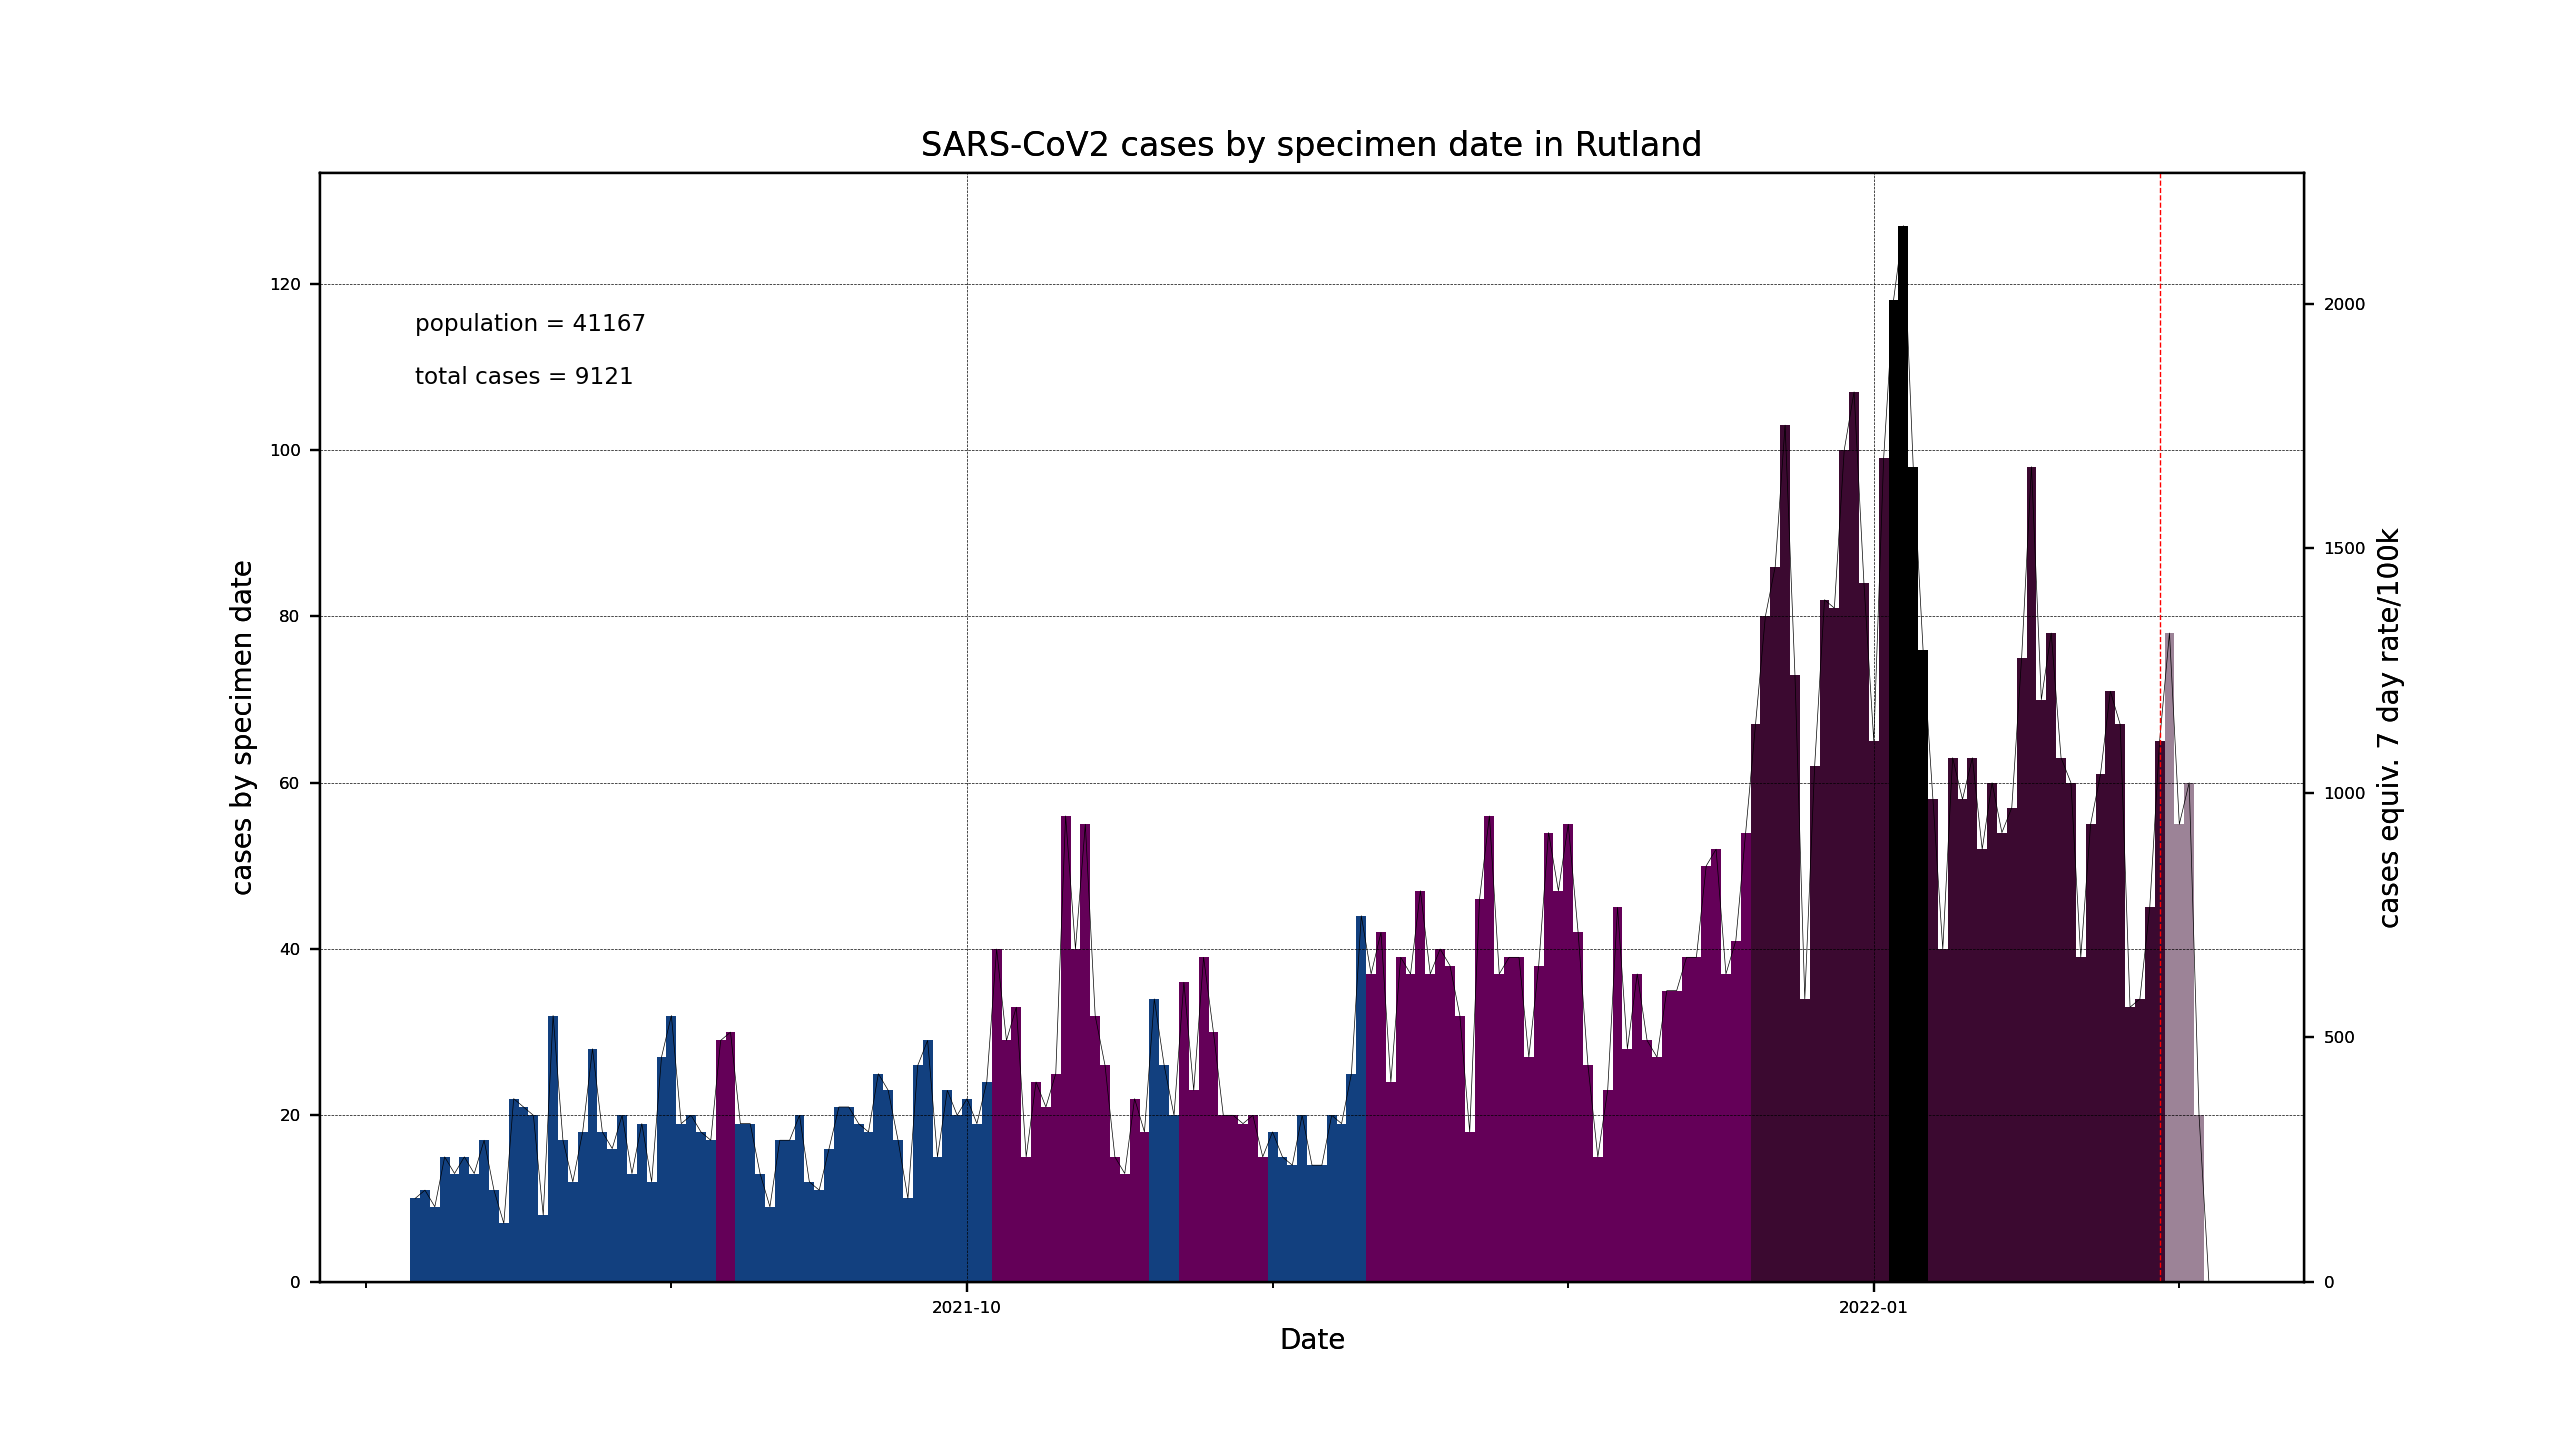 SARS-CoV2 cases by specimen date in Rutland
population = 41167
total cases = 9121
cases by specimen date
0
20
40
60
80
100
120
cases equiv. 7 day rate/100k
0
500
1000
1500
2000
2021-10
2022-01
Date